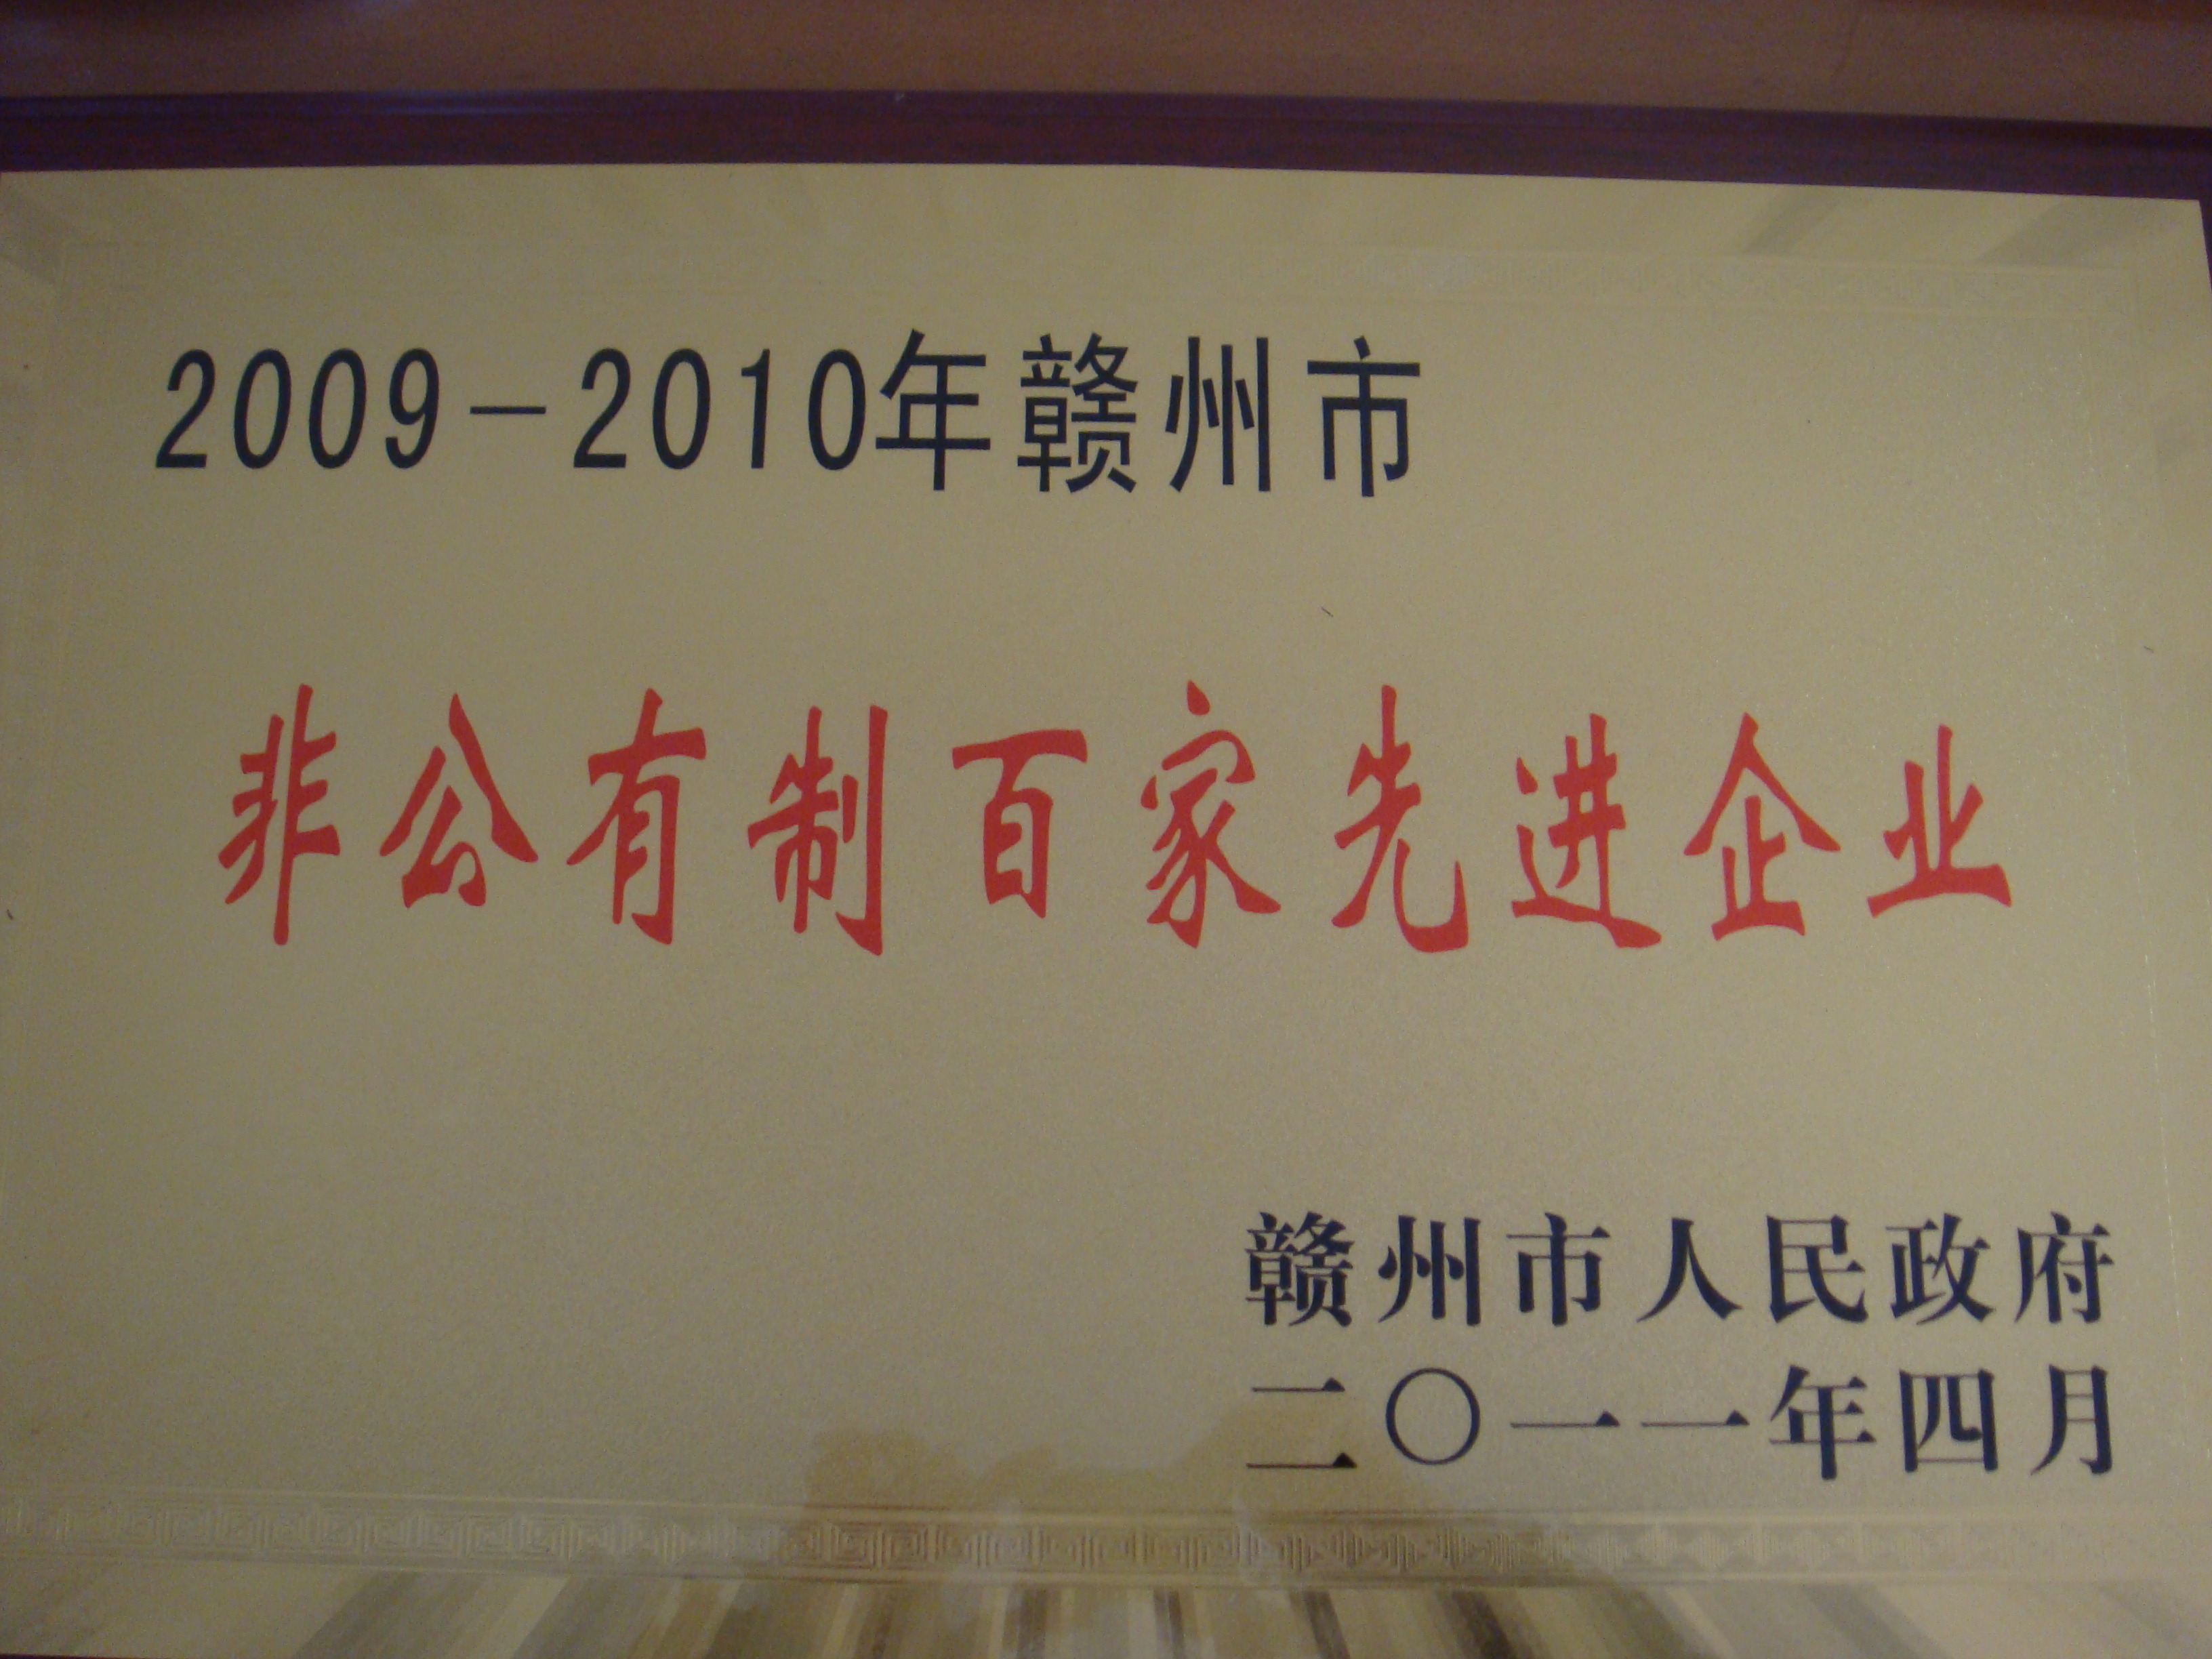 2009-2010年赣州市
非公有制百家先进企业
赣州市人民政府
二〇一一年四月